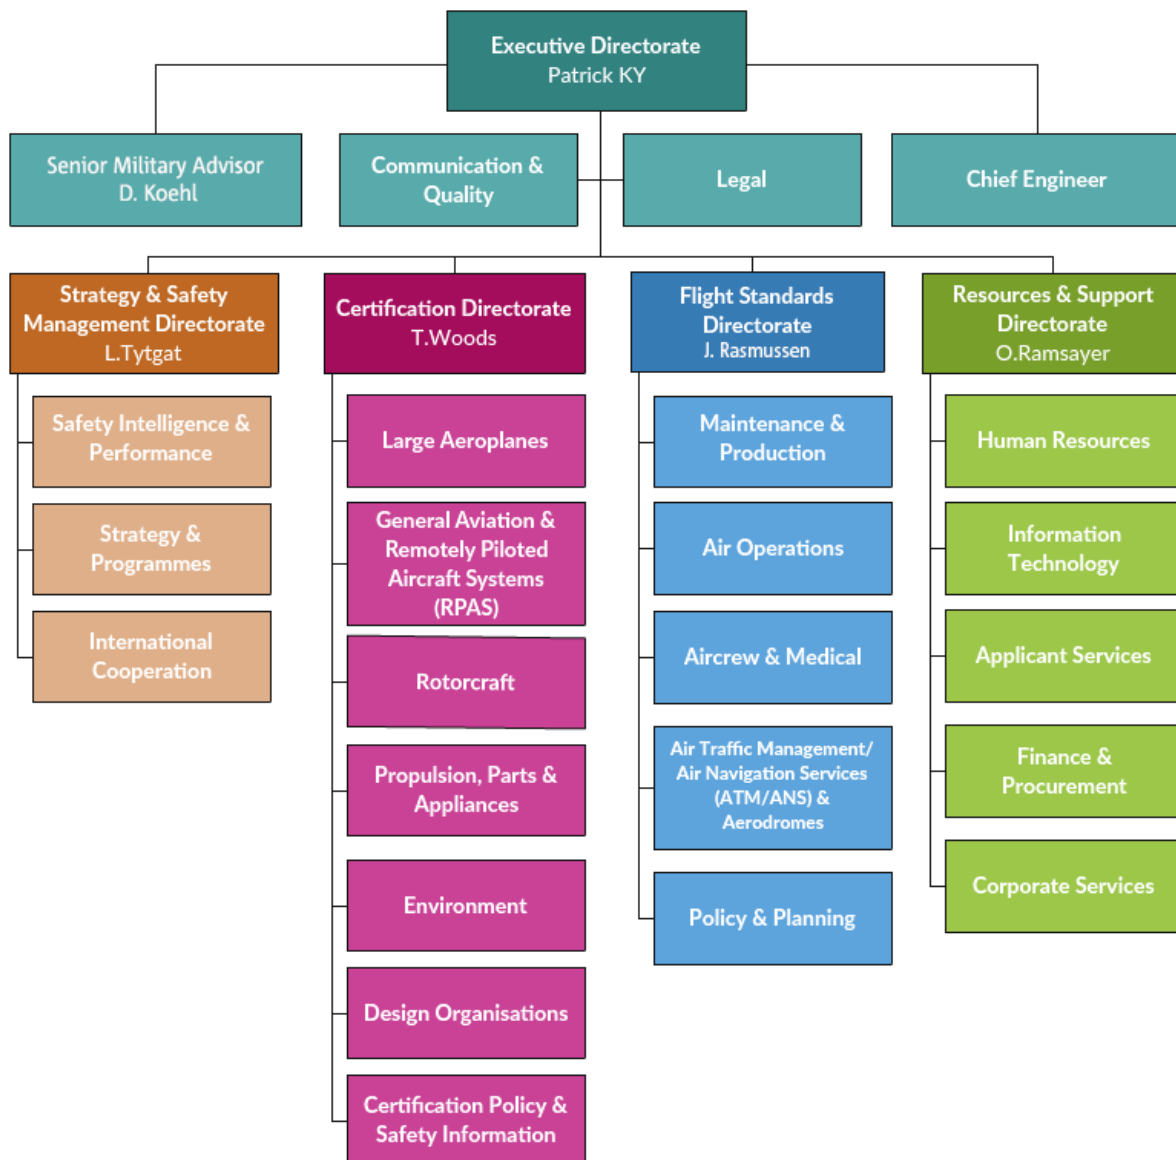 Executive Directorate
Patrick KY
Senior Military Advisor
D. Koehl
Communication &
Quality
Legal
Chief Engineer
Strategy & Safety
Management Directorate
L.Tytgat
Safety Intelligence &
Performance
Strategy &
Programmes
International
Cooperation
Certification Directorate
T.Woods
Large Aeroplanes
General Aviation &
Remotely Piloted
Aircraft Systems
(RPAS)
Rotorcraft
Propulsion, Parts &
Appliances
Environment
Design Organisations
Certification Policy &
Safety Information
Flight Standards
Directorate
J. Rasmussen
Maintenance &
Production
Air Operations
Aircrew & Medical
Air Traffic Management/
Air Navigation Services
(ATM/ANS) &
Aerodromes
Policy & Planning
Resources & Support
Directorate
O.Ramsayer
Human Resources
Information
Technology
Applicant Services
Finance &
Procurement
Corporate Services